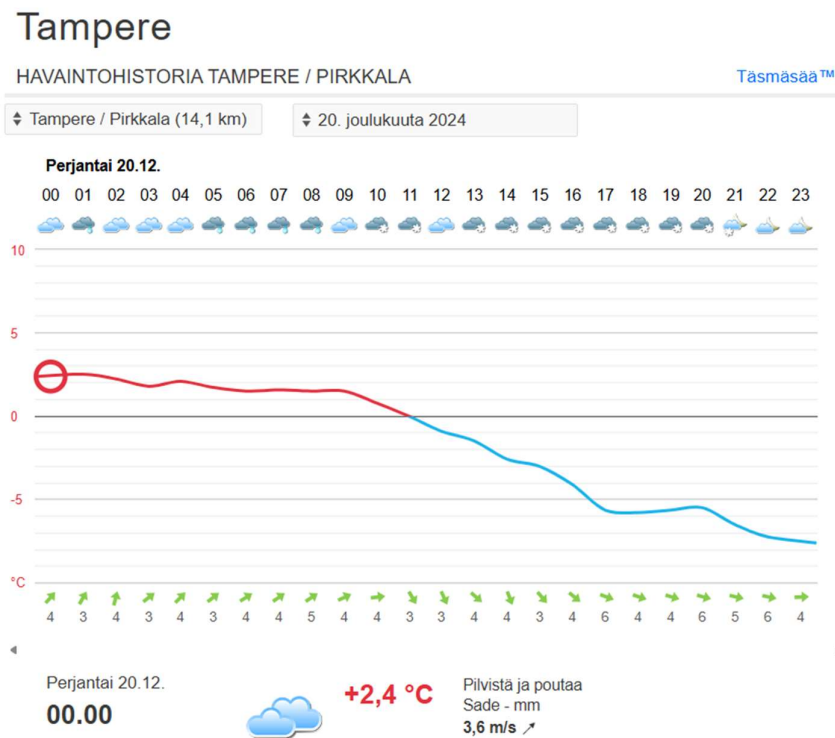 Tampere
HAVAINTOHISTORIA TAMPERE / PIRKKALA Täsmäsää™
Tampere / Pirkkala (14,1 km) 20. joulukuuta 2024
Perjantai 20.12.
00 01 02 03 04 05 06 07 08 09 10 11 12 13 14 15 16 17 18 19 20 21 22 23
10
5
0
-5
°C
4 3 4 3 4 3 4 4 5 4 4 3 3 4 4 3 4 6 4 4 6 5 6 4
Perjantai 20.12.
00.00
+2,4 °C
Pilvistä ja poutaa
Sade - mm
3,6 m/s